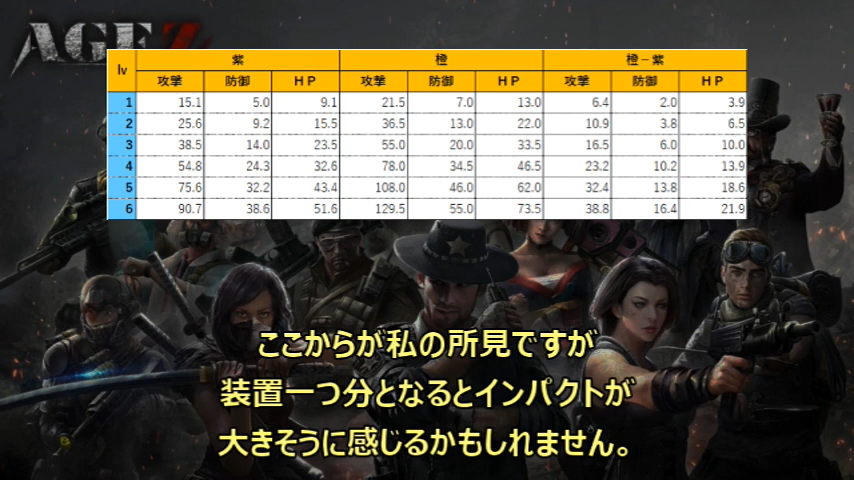 AGE Z
lv 紫 橙 橙－紫
攻撃 防御 ＨＰ 攻撃 防御 ＨＰ 攻撃 防御 ＨＰ
1 15.1 5.0 9.1 21.5 7.0 13.0 6.4 2.0 3.9
2 25.6 9.2 15.5 36.5 13.0 22.0 10.9 3.8 6.5
3 38.5 14.0 23.5 55.0 20.0 33.5 16.5 6.0 10.0
4 54.8 24.3 32.6 78.0 34.5 46.5 23.2 10.2 13.9
5 75.6 32.2 43.4 108.0 46.0 62.0 32.4 13.8 18.6
6 90.7 38.6 51.6 129.5 55.0 73.5 38.8 16.4 21.9
ここからが私の所見ですが
装置一つ分となるとインパクトが
大きそうに感じるかもしれません。